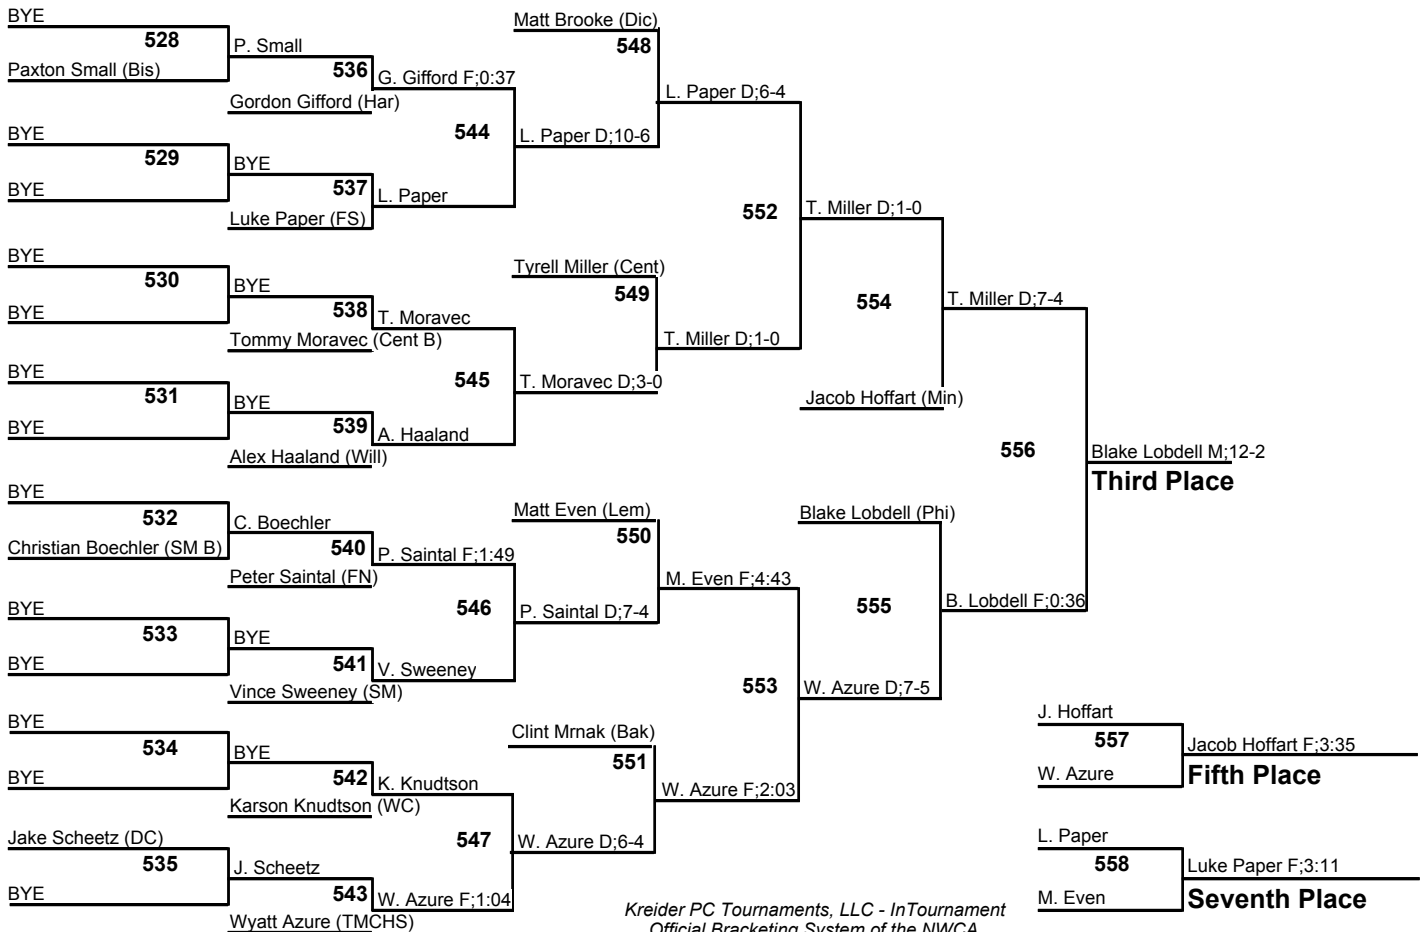 BYE
528
Paxton Small (Bis)
P. Small
536
Gordon Gifford (Har)
G. Gifford F;0:37
BYE
529
BYE
BYE
537
Luke Paper (FS)
L. Paper
544
L. Paper D;10-6
Matt Brooke (Dic)
548
L. Paper D;6-4
BYE
530
BYE
BYE
538
Tommy Moravec (Cent B)
T. Moravec
BYE
531
BYE
BYE
539
Alex Haaland (Will)
A. Haaland
545
T. Moravec D;3-0
Tyrell Miller (Cent)
549
T. Miller D;1-0
552
T. Miller D;1-0
554
Jacob Hoffart (Min)
T. Miller D;7-4
BYE
532
Christian Boechler (SM B)
C. Boechler
540
Peter Saintal (FN)
P. Saintal F;1:49
BYE
533
BYE
BYE
541
Vince Sweeney (SM)
V. Sweeney
546
P. Saintal D;7-4
Matt Even (Lem)
550
M. Even F;4:43
BYE
534
BYE
BYE
542
Karson Knudtson (WC)
K. Knudtson
Jake Scheetz (DC)
535
BYE
J. Scheetz
543
Wyatt Azure (TMCHS)
W. Azure F;1:04
547
W. Azure D;6-4
Clint Mrnak (Bak)
551
W. Azure F;2:03
553
W. Azure D;7-5
Blake Lobdell (Phi)
555
B. Lobdell F;0:36
556
Blake Lobdell M;12-2
Third Place
J. Hoffart
557
W. Azure
Jacob Hoffart F;3:35
Fifth Place
L. Paper
558
M. Even
Luke Paper F;3:11
Seventh Place
Kreider PC Tournaments, LLC - InTournament
Official Bracketing System of the NWCA